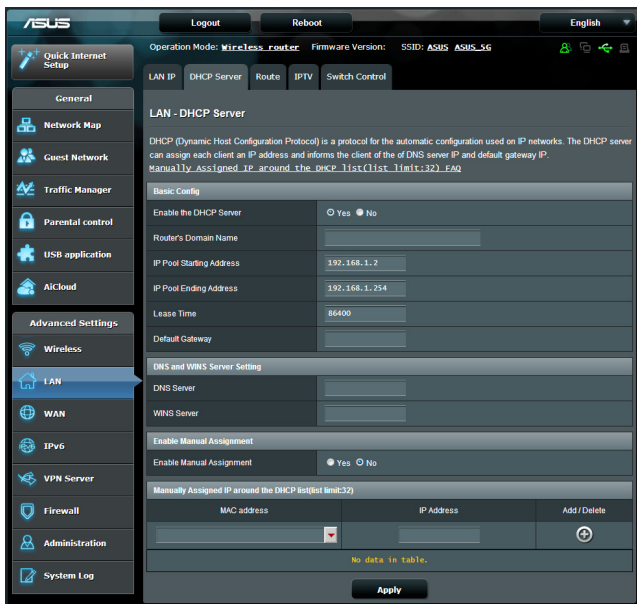 ASUS
Logout
Reboot
English
Quick Internet Setup
Operation Mode: Wireless router Firmware Version: SSID: ASUS ASUS_5G
LAN IP
DHCP Server
Route
IPTV
Switch Control
General
Network Map
Guest Network
Traffic Manager
Parental control
USB application
AiCloud
Advanced Settings
Wireless
LAN
WAN
IPv6
VPN Server
Firewall
Administration
System Log
LAN - DHCP Server
DHCP (Dynamic Host Configuration Protocol) is a protocol for the automatic configuration used on IP networks. The DHCP server
can assign each client an IP address and informs the client of the of DNS server IP and default gateway IP.
Manually Assigned IP around the DHCP list(list limit:32) FAQ
Basic Config
Enable the DHCP Server Yes No
Router's Domain Name
IP Pool Starting Address 192.168.1.2
IP Pool Ending Address 192.168.1.254
Lease Time 86400
Default Gateway
DNS and WINS Server Setting
DNS Server
WINS Server
Enable Manual Assignment
Enable Manual Assignment Yes No
Manually Assigned IP around the DHCP list(list limit:32)
MAC address IP Address Add / Delete
No data in table.
Apply